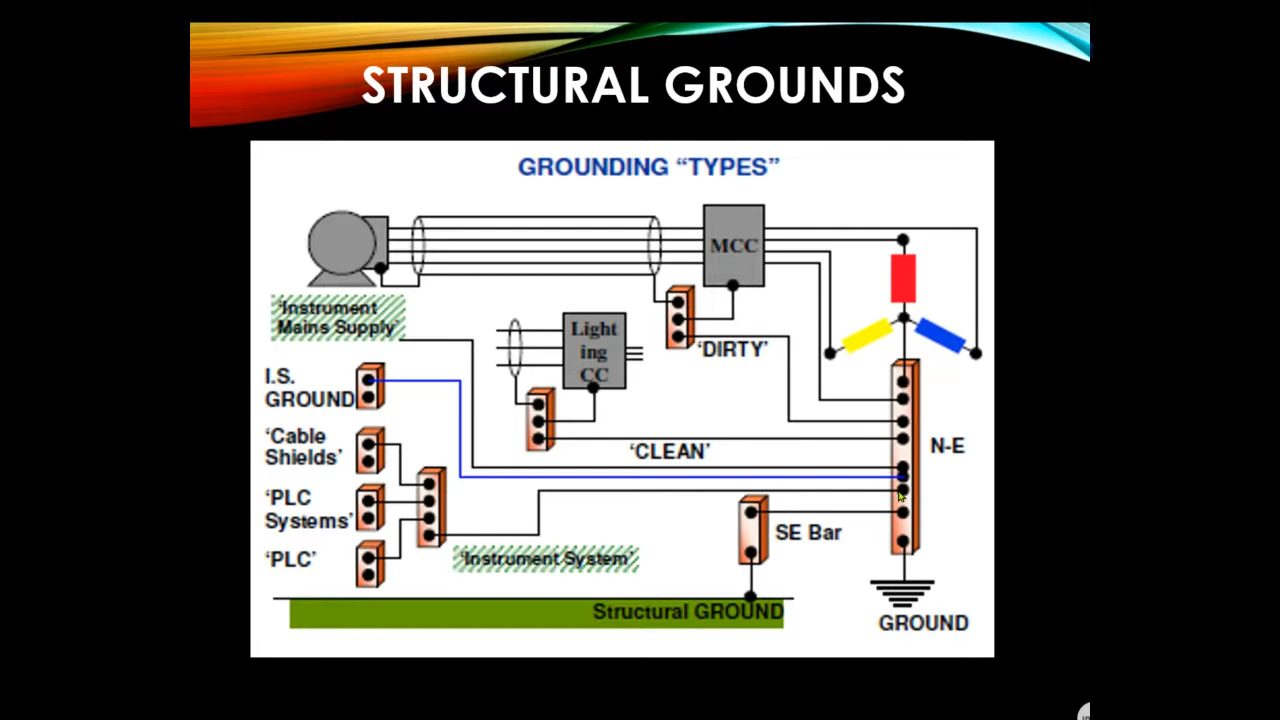 STRUCTURAL GROUNDS
GROUNDING “TYPES”
MCC
‘Instrument
Mains Supply’
Light
ing
CC
‘DIRTY’
I.S.
GROUND
‘Cable
Shields’
‘CLEAN’
N-E
‘PLC
Systems’
SE Bar
‘PLC’
‘Instrument System’
Structural GROUND
GROUND